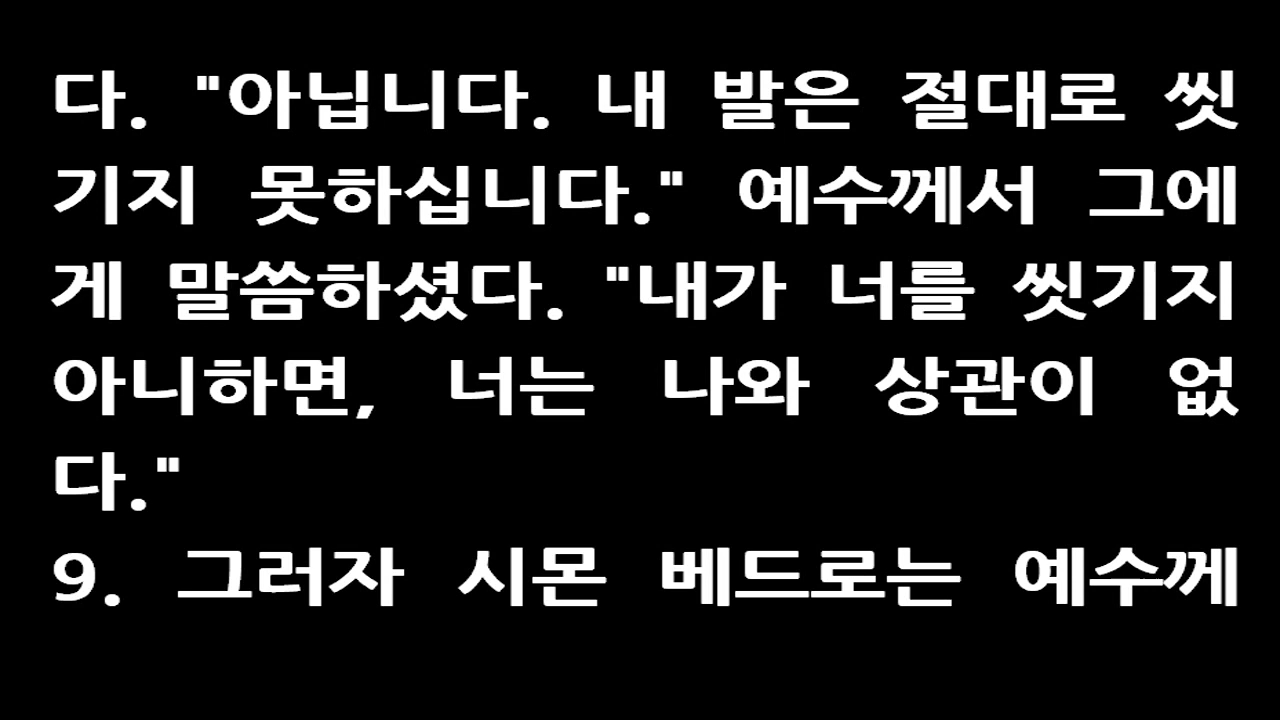 다. "아닙니다. 내 발은 절대로 씻
기지 못하십니다." 예수께서 그에
게 말씀하셨다. "내가 너를 씻기지
아니하면, 너는 나와 상관이 없
다."
9. 그러자 시몬 베드로는 예수께